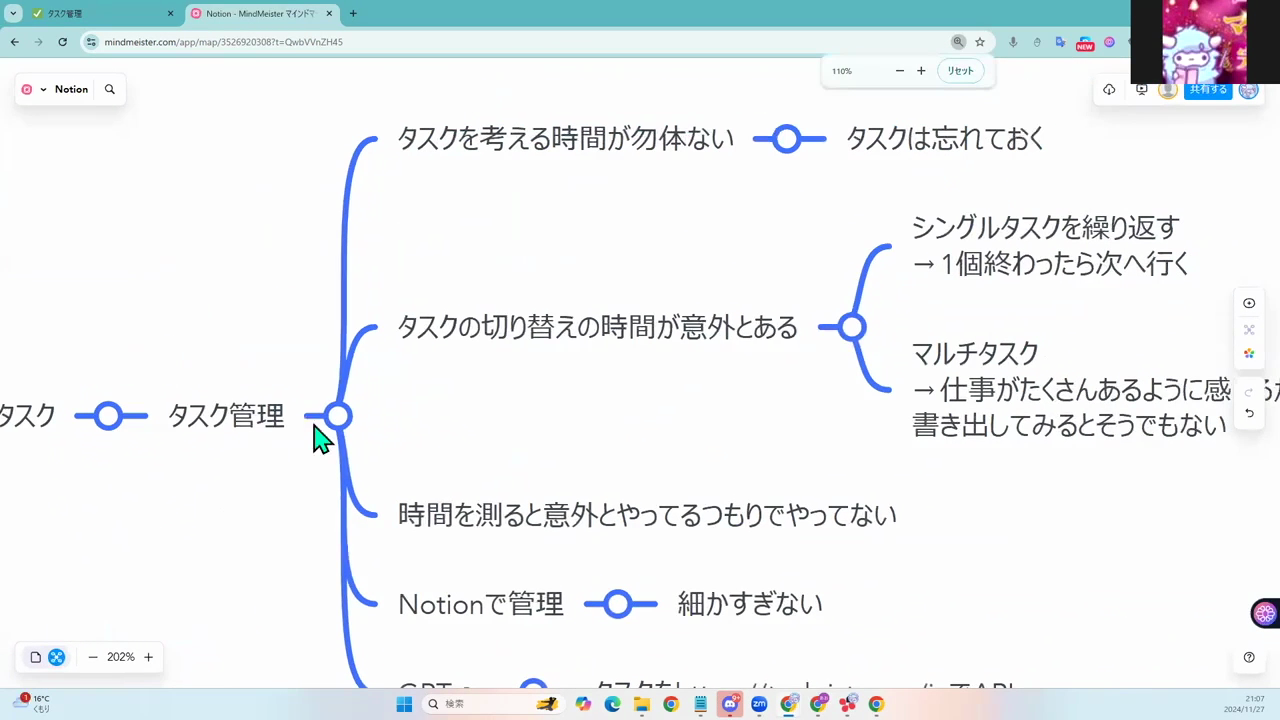 タスク管理
Notion - MindMeister マインドマ
mindmeister.com/app/map/3526920308?t=QwbVVnZH45
NEW
110%
リセット
Notion
共有する
タスクを考える時間が勿体ない
タスクは忘れておく
シングルタスクを繰り返す
→ 1個終わったら次へ行く
タスクの切り替えの時間が意外とある
マルチタスク
→ 仕事がたくさんあるように感
書き出してみるとそうでもない
タスク
タスク管理
時間を測ると意外とやってるつもりでやってない
Notionで管理
細かすぎない
202%
1
16°C
くもり
検索
21:07
2024/11/27